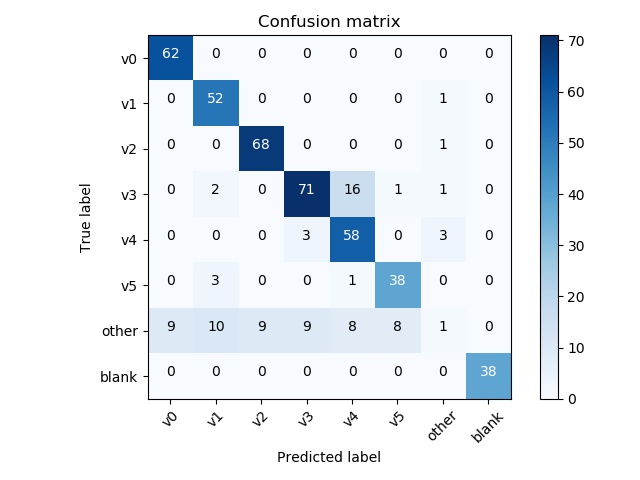 Confusion matrix
v0 62 0 0 0 0 0 0 0
v1 0 52 0 0 0 0 1 0
v2 0 0 68 0 0 0 1 0
v3 0 2 0 71 16 1 1 0
v4 0 0 0 3 58 0 3 0
v5 0 3 0 0 1 38 0 0
other 9 10 9 9 8 8 1 0
blank 0 0 0 0 0 0 0 38
v0 v1 v2 v3 v4 v5 other blank
True label
Predicted label
70
60
50
40
30
20
10
0